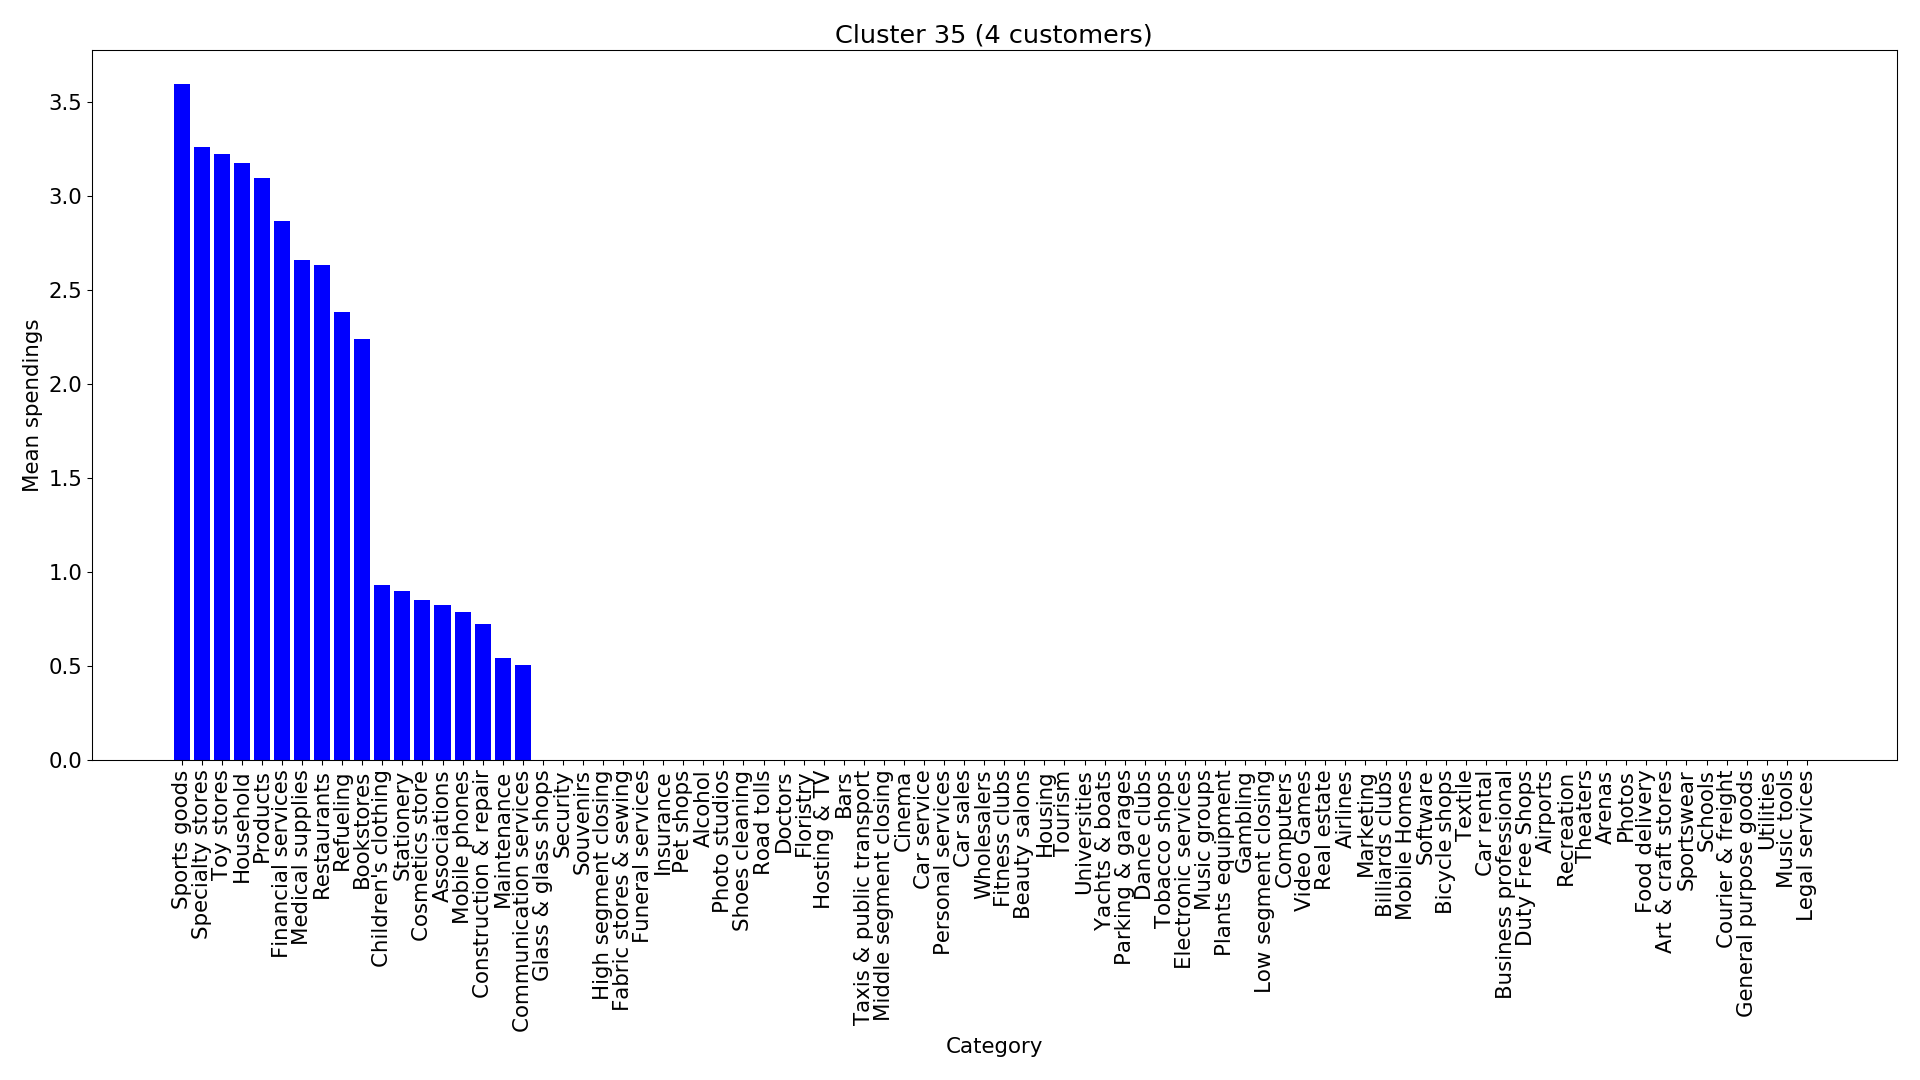 Cluster 35 (4 customers)
Mean spendings
3.5
3.0
2.5
2.0
1.5
1.0
0.5
0.0
Sports goods
Specialty stores
Toy stores
Household
Products
Financial services
Medical supplies
Restaurants
Refueling
Bookstores
Children's clothing
Stationery
Cosmetics store
Associations
Mobile phones
Construction & repair
Maintenance
Communication services
Glass & glass shops
Security
Souvenirs
High segment closing
Fabric stores & sewing
Funeral services
Insurance
Pet shops
Alcohol
Photo studios
Shoes cleaning
Road tolls
Doctors
Floristry
Hosting & TV
Bars
Taxis & public transport
Middle segment closing
Cinema
Car service
Personal services
Car sales
Wholesalers
Fitness clubs
Beauty salons
Housing
Tourism
Universities
Yachts & boats
Parking & garages
Dance clubs
Tobacco shops
Electronic services
Music groups
Plants equipment
Gambling
Low segment closing
Computers
Video Games
Real estate
Airlines
Marketing
Billiards clubs
Mobile Homes
Software
Bicycle shops
Textile
Car rental
Business professional
Duty Free Shops
Airports
Recreation
Theaters
Arenas
Photos
Food delivery
Art & craft stores
Sportswear
Schools
Courier & freight
General purpose goods
Utilities
Music tools
Legal services
Category